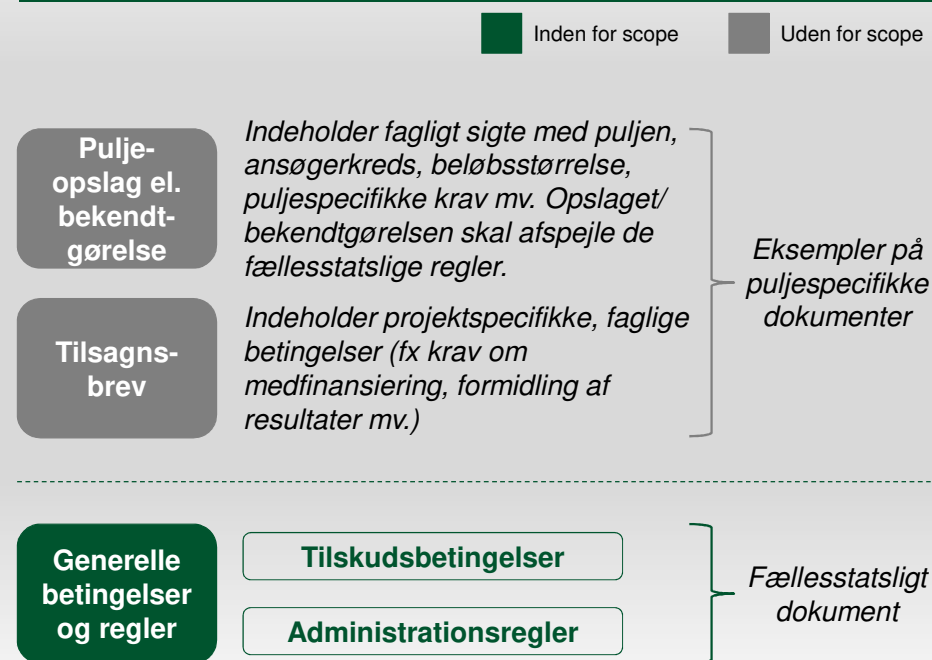 Inden for scope
Uden for scope
Pulje-
opslag el.
bekendt-
gørelse
Indeholder fagligt sigte med puljen,
ansøgerkreds, beløbsstørrelse,
puljespecifikke krav mv. Opslaget/
bekendtgørelsen skal afspejle de
fællesstatslige regler.
Tilsagns-
brev
Indeholder projektspecifikke, faglige
betingelser (fx krav om
medfinansiering, formidling af
resultater mv.)
Eksempler på
puljespecifikke
dokumenter
Generelle
betingelser
og regler
Tilskudsbetingelser
Administrationsregler
Fællesstatsligt
dokument